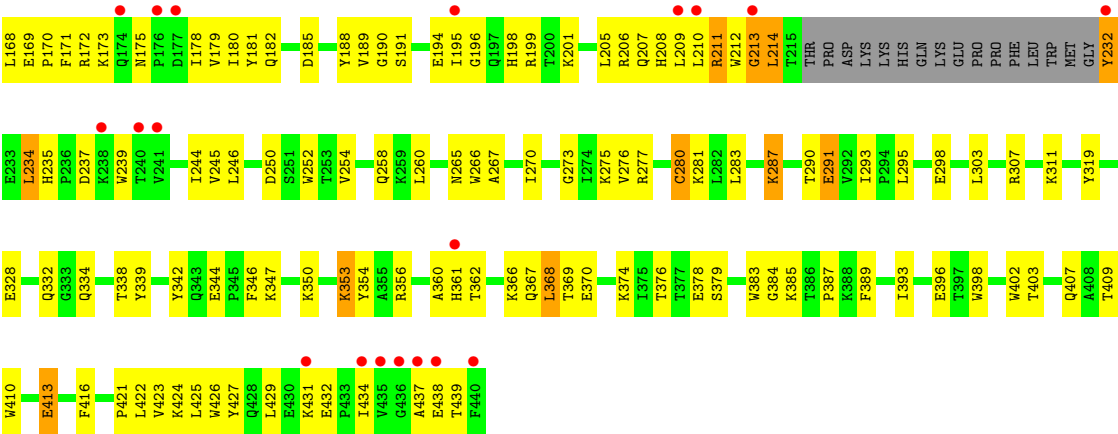 L168 E169 P170 F171 R172 K173 Q174 N175 P176 D177 I178 V179 I180 Y181 Q182 D185 Y188 V189 G190 S191 E194 I195 G196 Q197 H198 R199 T200 K201 L205 R206 Q207 H208 L209 L210 R211 W212 G213 L214 T215 THR PRO ASP LYS LYS HIS GLN LYS GLU PRO PRO PHE LEU TRP MET GLY Y232
E233 L234 H235 P236 D237 K238 W239 T240 V241 I244 V245 L246 D250 S251 W252 T253 V254 Q258 K259 L260 N265 W266 A267 I270 G273 I274 K275 V276 R277 C280 K281 L282 L283 K287 T290 E291 V292 I293 P294 L295 E298 L303 R307 K311 Y319
E328 Q332 G333 Q334 T338 Y339 Y342 Q343 E344 P345 F346 K347 K350 K353 Y354 A355 R356 A360 H361 T362 K366 Q367 L368 T369 E370 K374 I375 T376 T377 E378 S379 W383 G384 K385 T386 P387 K388 F389 I393 E396 T397 W398 W402 T403 Q407 A408 T409
W410 E413 F416 P421 L422 V423 K424 L425 W426 Y427 Q428 L429 E430 K431 E432 P433 I434 V435 G436 A437 E438 T439 F440